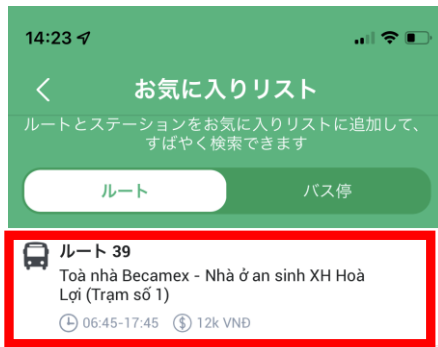 14:23
お気に入りリスト
ルートとステーションをお気に入りリストに追加して、
すばやく検索できます
ルート
バス停
ルート 39
Toà nhà Becamex - Nhà ở an sinh XH Hoà
Lợi (Trạm số 1)
06:45-17:45 $ 12k VNĐ